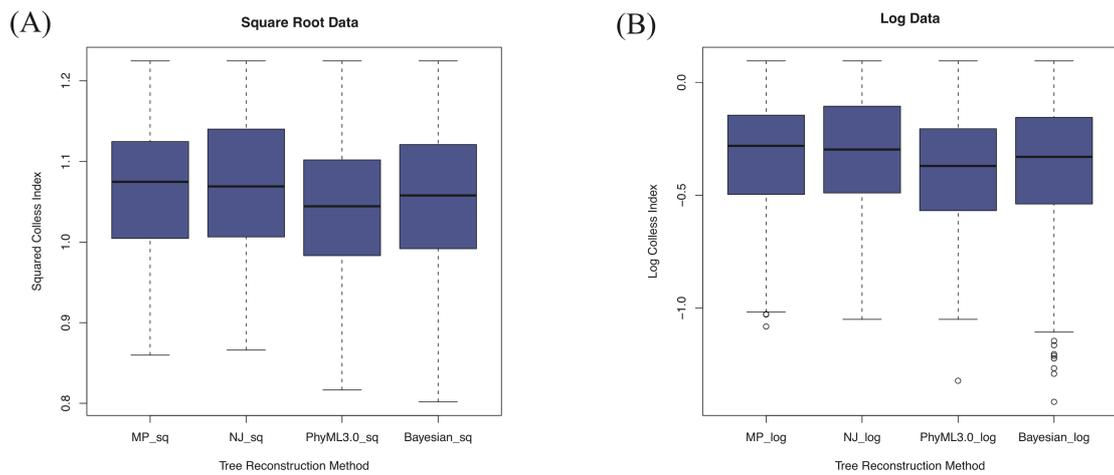 (A)
Square Root Data
Squared Colless Index
1.2
1.1
1.0
0.9
0.8
MP_sq NJ_sq PhyML3.0_sq Bayesian_sq
Tree Reconstruction Method
(B)
Log Data
Log Colless Index
0.0
−0.5
−1.0
MP_log NJ_log PhyML3.0_log Bayesian_log
Tree Reconstruction Method